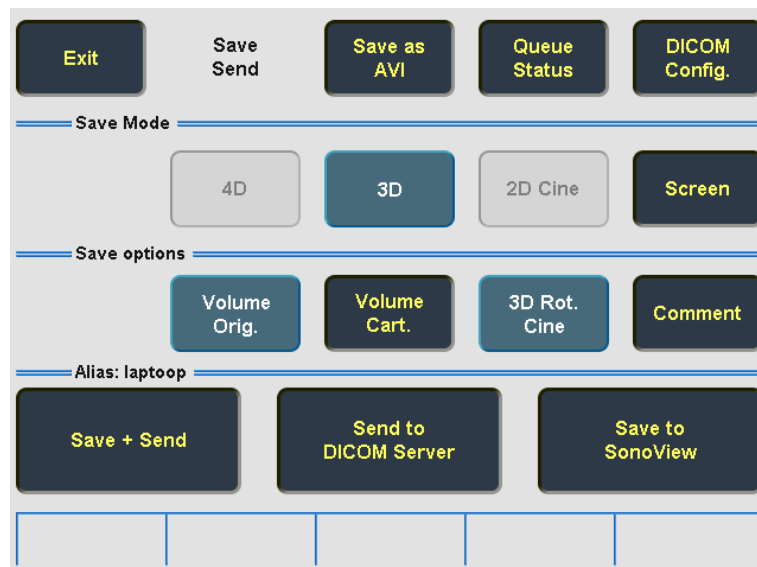 Exit
Save
Send
Save as
AVI
Queue
Status
DICOM
Config.
Save Mode
4D
3D
2D Cine
Screen
Save options
Volume
Orig.
Volume
Cart.
3D Rot.
Cine
Comment
Alias: laptoop
Save + Send
Send to
DICOM Server
Save to
SonoView